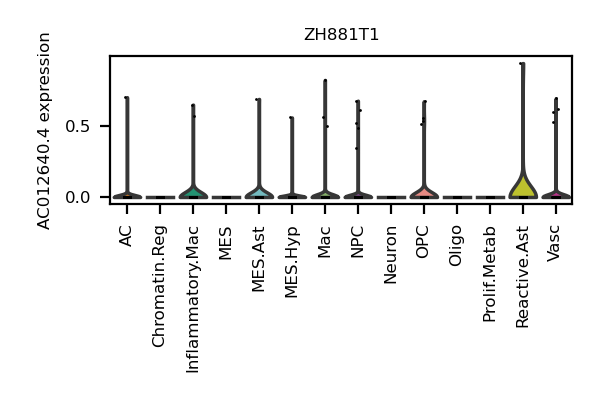 ZH881T1
AC012640.4 expression
0.5
0.0
AC
Chromatin.Reg
Inflammatory.Mac
MES
MES.Ast
MES.Hyp
Mac
NPC
Neuron
OPC
Oligo
Prolif.Metab
Reactive.Ast
Vasc